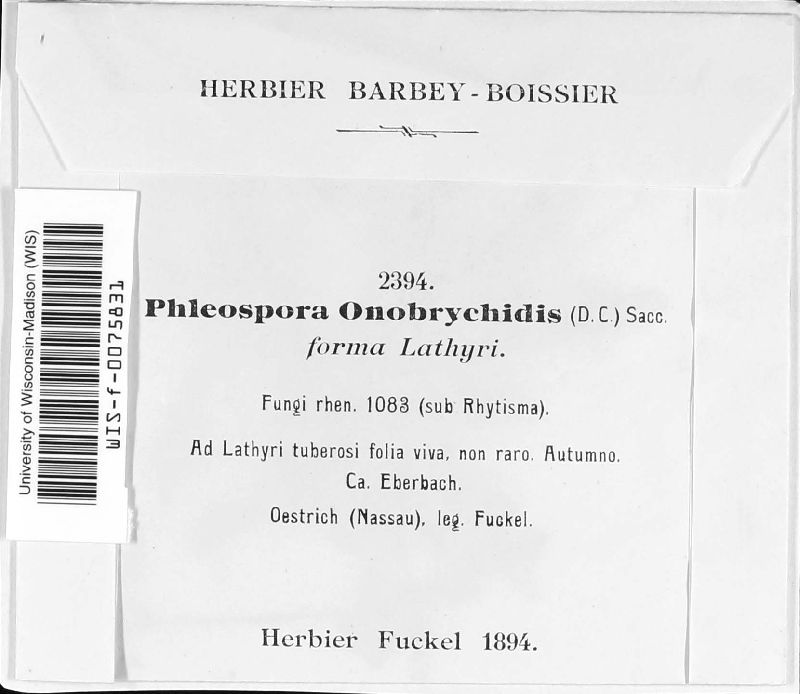 HERBIER BARBEY-BOISSIER
University of Wisconsin-Madison (WIS)
WIS-f-0075831
2394.
Phleospora Onobrychidis (D.C.) Sacc.
forma Lathyri.
Fungi rhen. 1083 (sub Rhytisma).
Ad Lathyri tuberosi folia viva, non raro. Autumno.
Ca. Eberbach.
Oestrich (Nassau), leg. Fuckel.
Herbier Fuckel 1894.